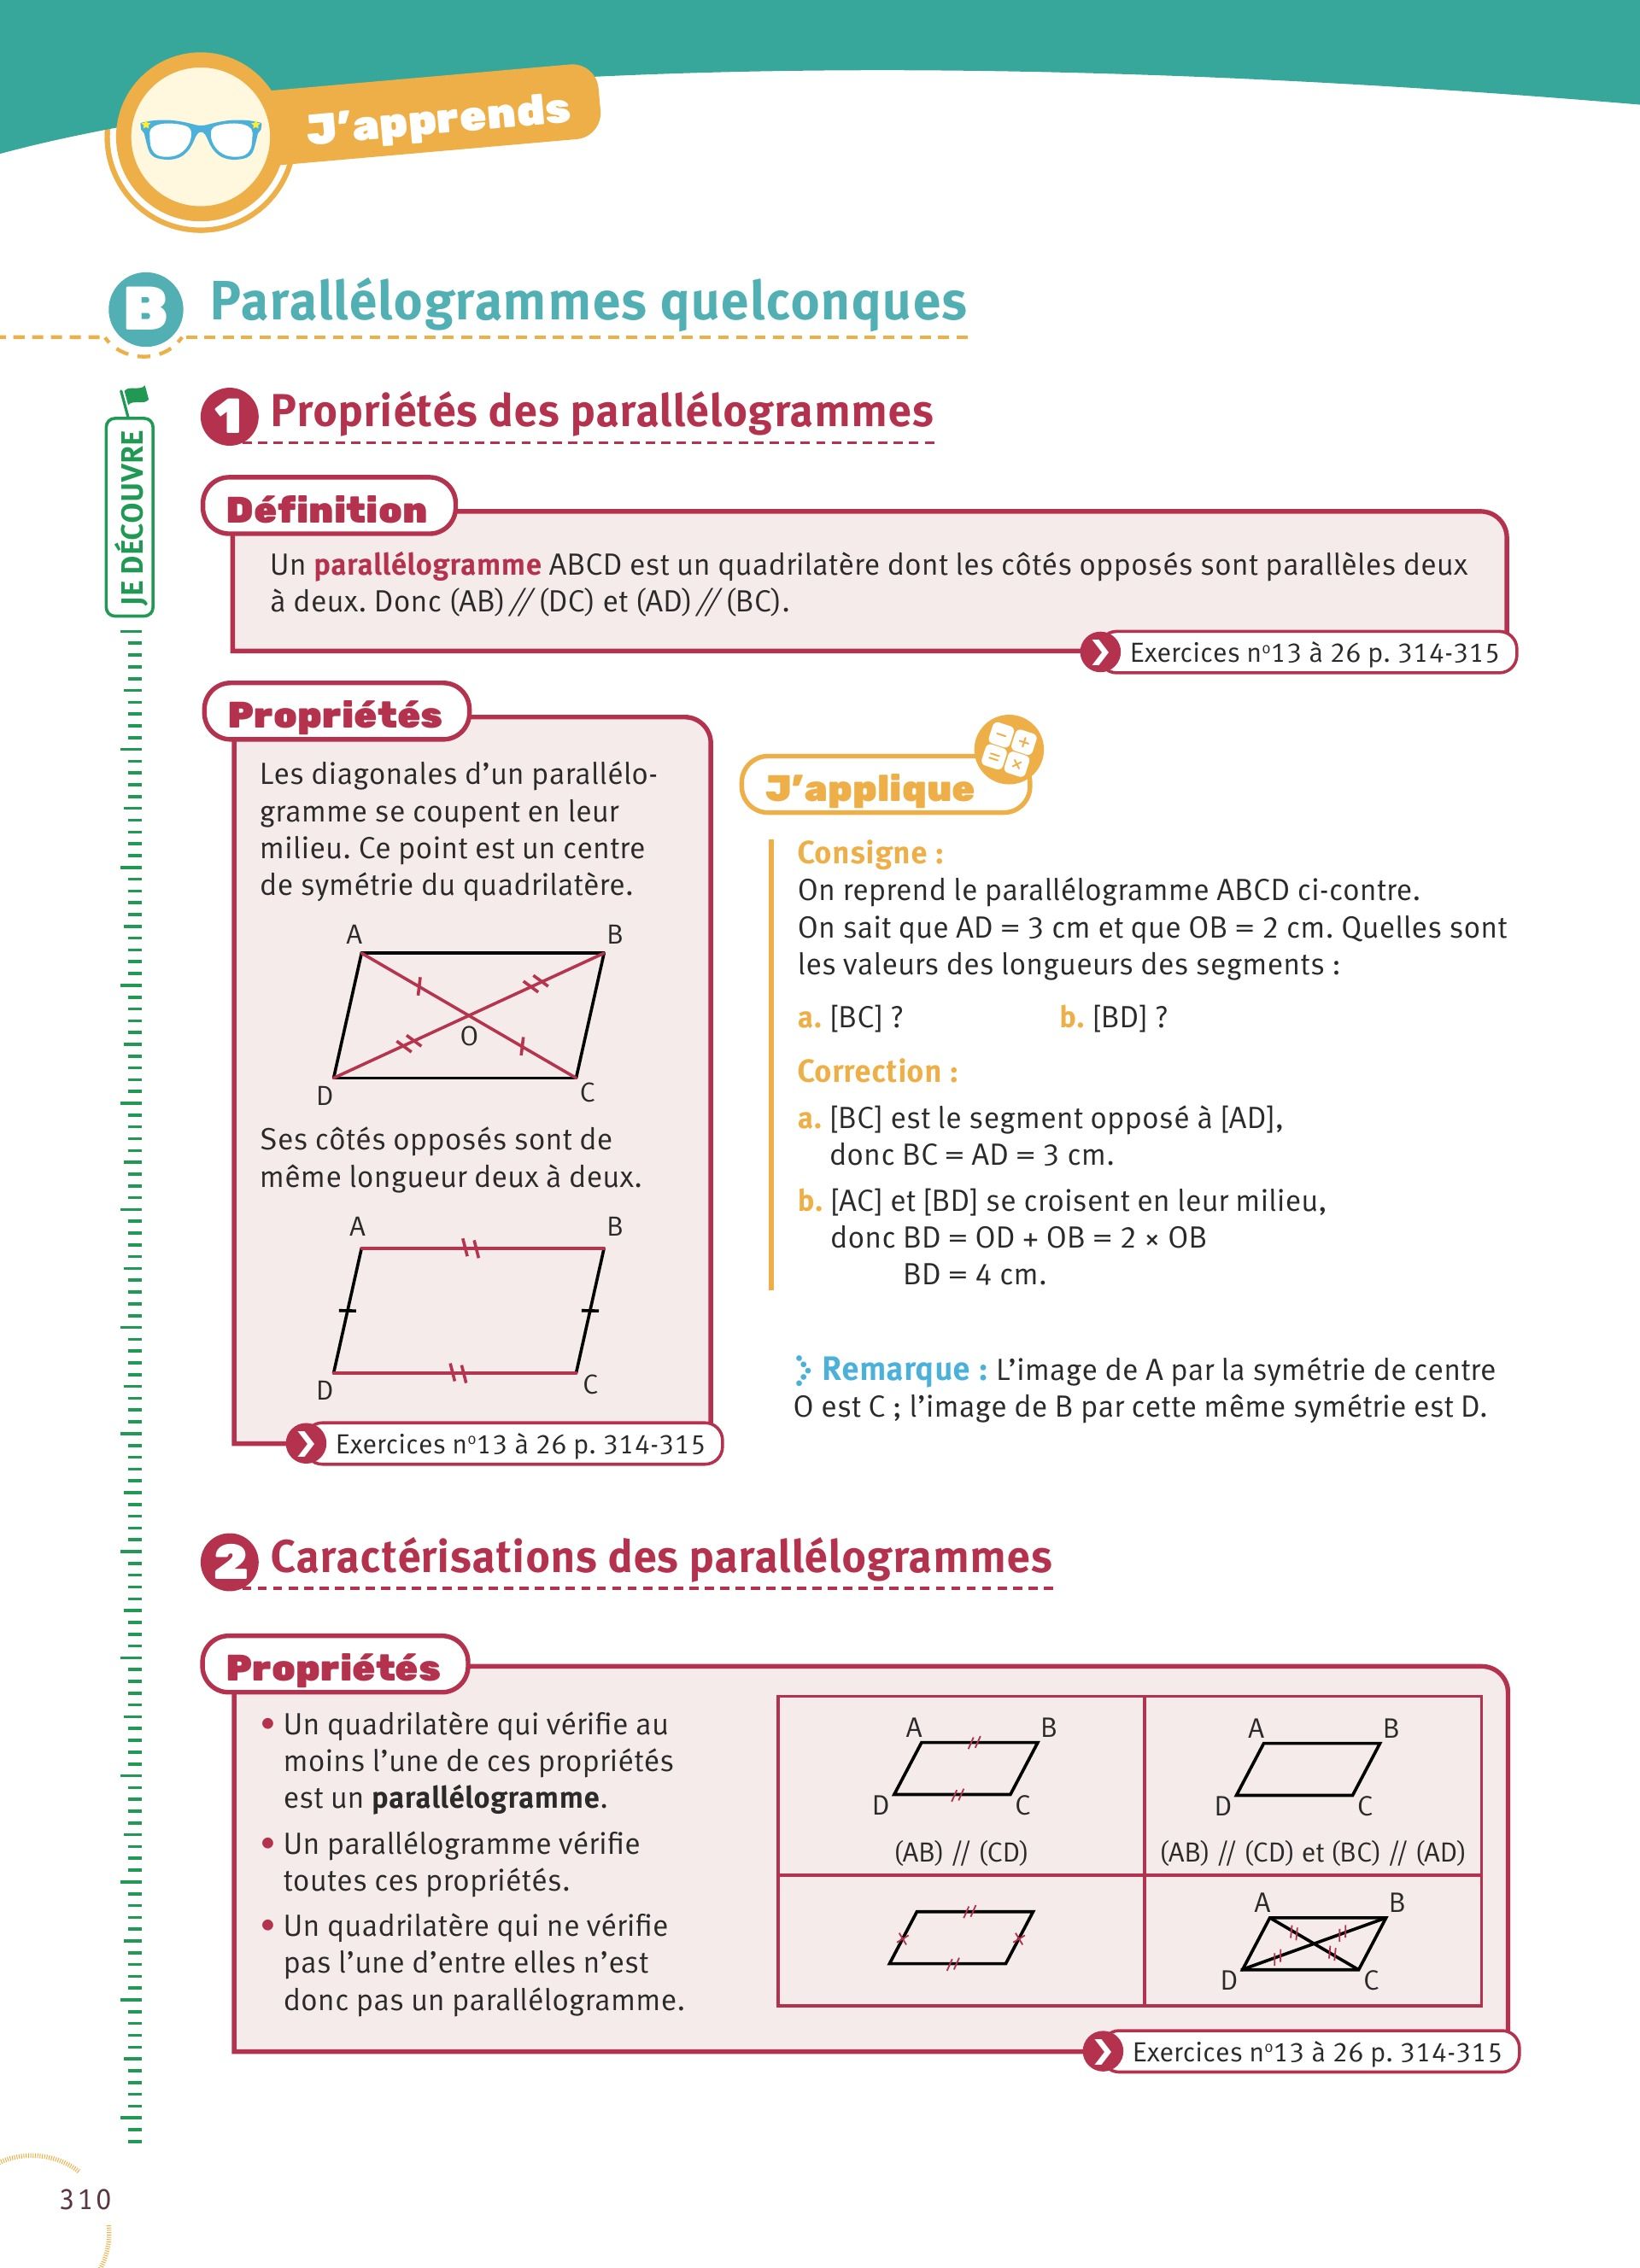 J'apprends
B Parallélogrammes quelconques
JE DÉCOUVRE
1 Propriétés des parallélogrammes
Définition
Un parallélogramme ABCD est un quadrilatère dont les côtés opposés sont parallèles deux
à deux. Donc (AB) // (DC) et (AD) // (BC).
Exercices nº13 à 26 p. 314-315
Propriétés
Les diagonales d'un parallélo-
gramme se coupent en leur
milieu. Ce point est un centre
de symétrie du quadrilatère.
A B
O
D C
Ses côtés opposés sont de
même longueur deux à deux.
A B
D C
Exercices nº13 à 26 p. 314-315
J'applique
− +
= ×
Consigne :
On reprend le parallélogramme ABCD ci-contre.
On sait que AD = 3 cm et que OB = 2 cm. Quelles sont
les valeurs des longueurs des segments :
a. [BC] ? b. [BD] ?
Correction :
a. [BC] est le segment opposé à [AD],
donc BC = AD = 3 cm.
b. [AC] et [BD] se croisent en leur milieu,
donc BD = OD + OB = 2 × OB
BD = 4 cm.
Remarque : L'image de A par la symétrie de centre
O est C ; l'image de B par cette même symétrie est D.
2 Caractérisations des parallélogrammes
Propriétés
• Un quadrilatère qui vérifie au
moins l'une de ces propriétés
est un parallélogramme.
• Un parallélogramme vérifie
toutes ces propriétés.
• Un quadrilatère qui ne vérifie
pas l'une d'entre elles n'est
donc pas un parallélogramme.
A B
D C
(AB) // (CD)
A B
D C
(AB) // (CD) et (BC) // (AD)
A B
D C
Exercices nº13 à 26 p. 314-315
310